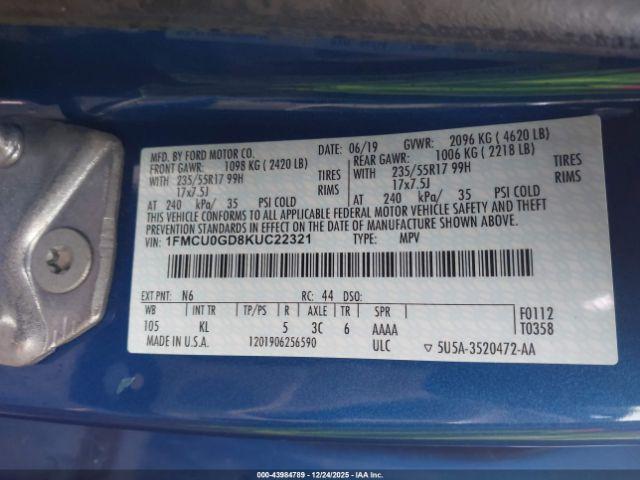 MFD. BY FORD MOTOR CO. 06/19 GVWR: 2096 KG (4620 LB)
FRONT GAWR: 1098 KG (2420 LB) REAR GAWR: 1006 KG (2218 LB)
WITH 235/55R17 99H TIRES WITH 235/55R17 99H TIRES
17x7.5J RIMS 17x7.5J RIMS
AT 240 kPa/ 35 PSI COLD AT 240 kPa/ 35 PSI COLD
THIS VEHICLE CONFORMS TO ALL APPLICABLE FEDERAL MOTOR VEHICLE SAFETY AND THEFT
PREVENTION STANDARDS IN EFFECT ON THE DATE OF MANUFACTURE SHOWN ABOVE.
VIN: 1FMCU0GD8KUC22321 TYPE: MPV
EXT PNT: N6 RC: 44 DSO:
WB INT TR TP/PS R AXLE TR SPR F0112
105 KL 5 3C 6 AAAA T0358
MADE IN U.S.A. 1201906256590 ULC ▽ 5U5A-3520472-AA
000-43984789 12/24/2025 - IAAI